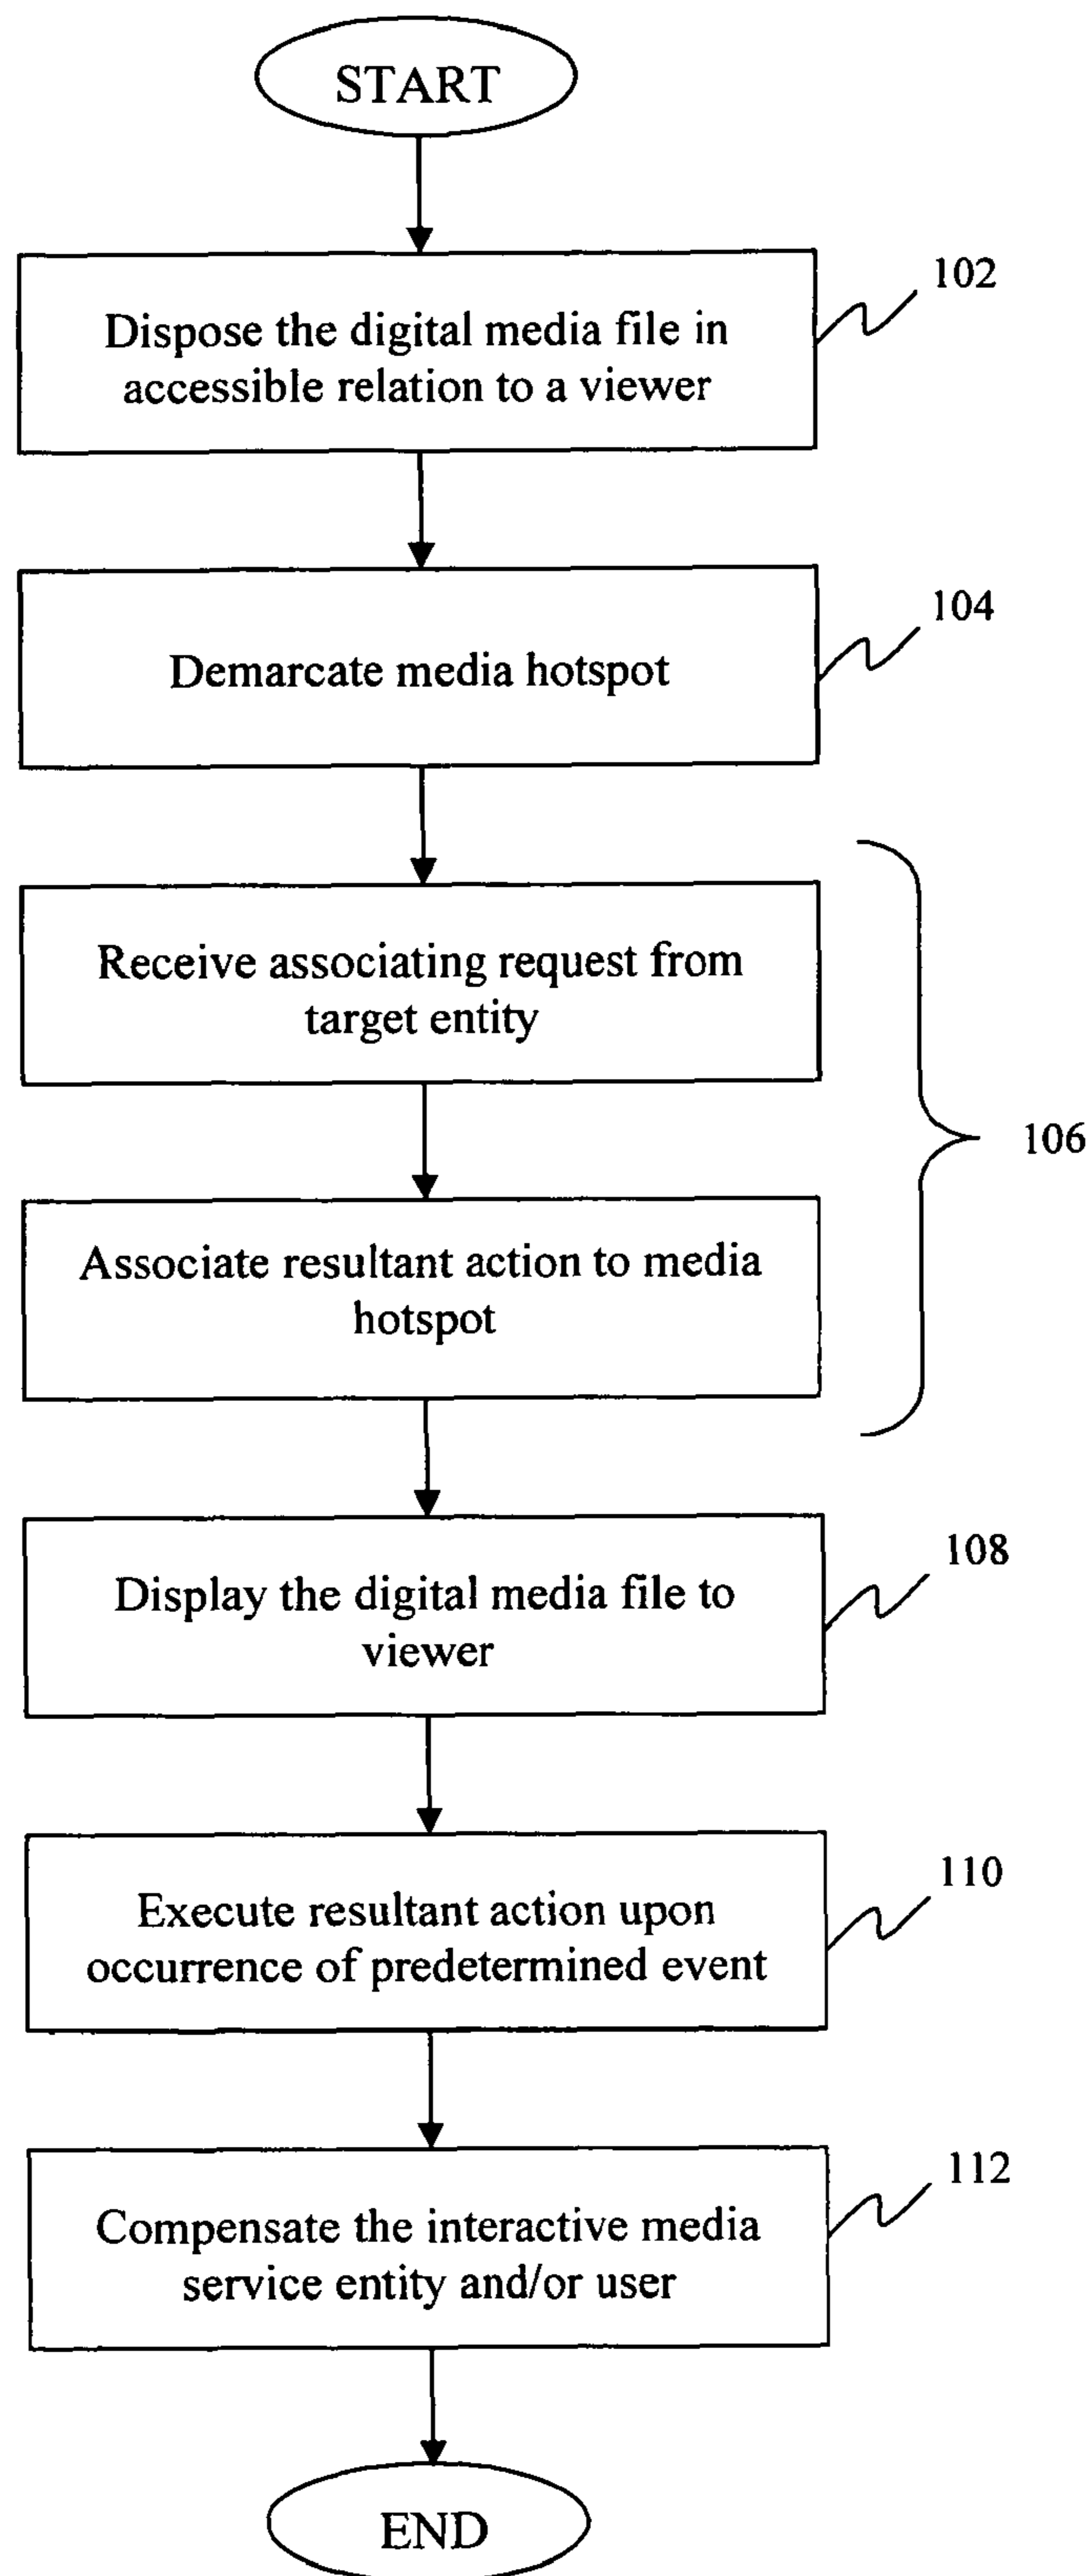 START
102
Dispose the digital media file in
accessible relation to a viewer
104
Demarcate media hotspot
Receive associating request from
target entity
106
Associate resultant action to media
hotspot
108
Display the digital media file to
viewer
110
Execute resultant action upon
occurrence of predetermined event
112
Compensate the interactive media
service entity and/or user
END